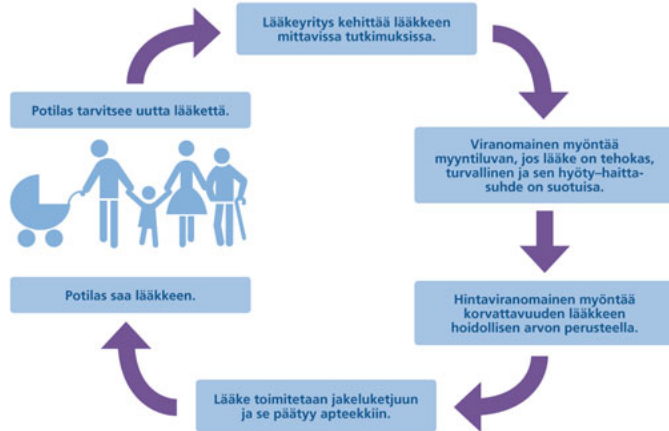 Lääkeyritys kehittää lääkkeen
mittavissa tutkimuksissa.
Potilas tarvitsee uutta lääkettä.
Viranomainen myöntää
myyntiluvan, jos lääke on tehokas,
turvallinen ja sen hyöty–haitta-
suhde on suotuisa.
Hintaviranomainen myöntää
korvattavuuden lääkkeen
hoidollisen arvon perusteella.
Lääke toimitetaan jakeluketjuun
ja se päätyy apteekkiin.
Potilas saa lääkkeen.